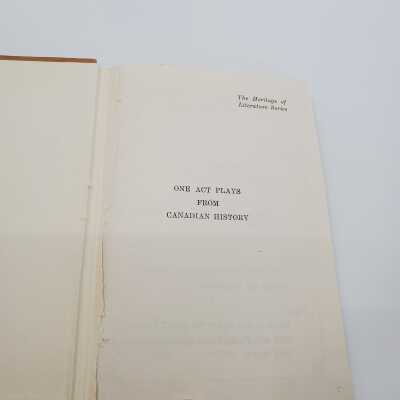 The Heritage of
Literature Series
ONE ACT PLAYS
FROM
CANADIAN HISTORY